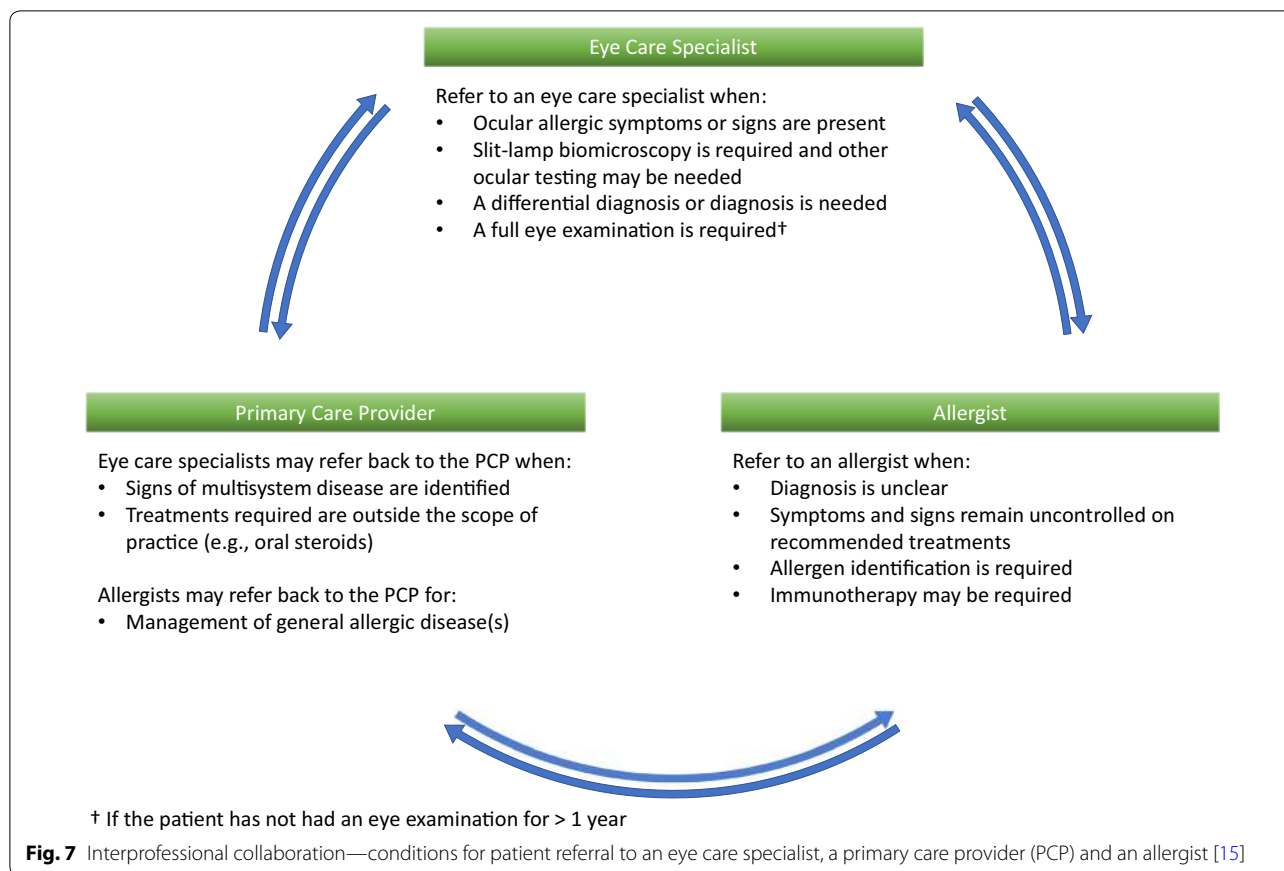 Eye Care Specialist
Refer to an eye care specialist when:
• Ocular allergic symptoms or signs are present
• Slit-lamp biomicroscopy is required and other
ocular testing may be needed
• A differential diagnosis or diagnosis is needed
• A full eye examination is required†
Primary Care Provider
Eye care specialists may refer back to the PCP when:
• Signs of multisystem disease are identified
• Treatments required are outside the scope of
practice (e.g., oral steroids)
Allergists may refer back to the PCP for:
• Management of general allergic disease(s)
Allergist
Refer to an allergist when:
• Diagnosis is unclear
• Symptoms and signs remain uncontrolled on
recommended treatments
• Allergen identification is required
• Immunotherapy may be required
† If the patient has not had an eye examination for > 1 year
Fig. 7 Interprofessional collaboration—conditions for patient referral to an eye care specialist, a primary care provider (PCP) and an allergist [15]